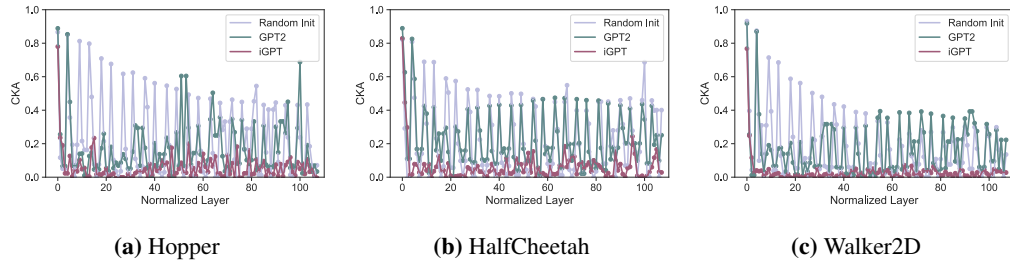 1.0
0.8
0.6
0.4
0.2
0.0
CKA
0 20 40 60 80 100
Normalized Layer
Random Init
GPT2
iGPT
(a) Hopper
1.0
0.8
0.6
0.4
0.2
0.0
CKA
0 20 40 60 80 100
Normalized Layer
Random Init
GPT2
iGPT
(b) HalfCheetah
1.0
0.8
0.6
0.4
0.2
0.0
CKA
0 20 40 60 80 100
Normalized Layer
Random Init
GPT2
iGPT
(c) Walker2D